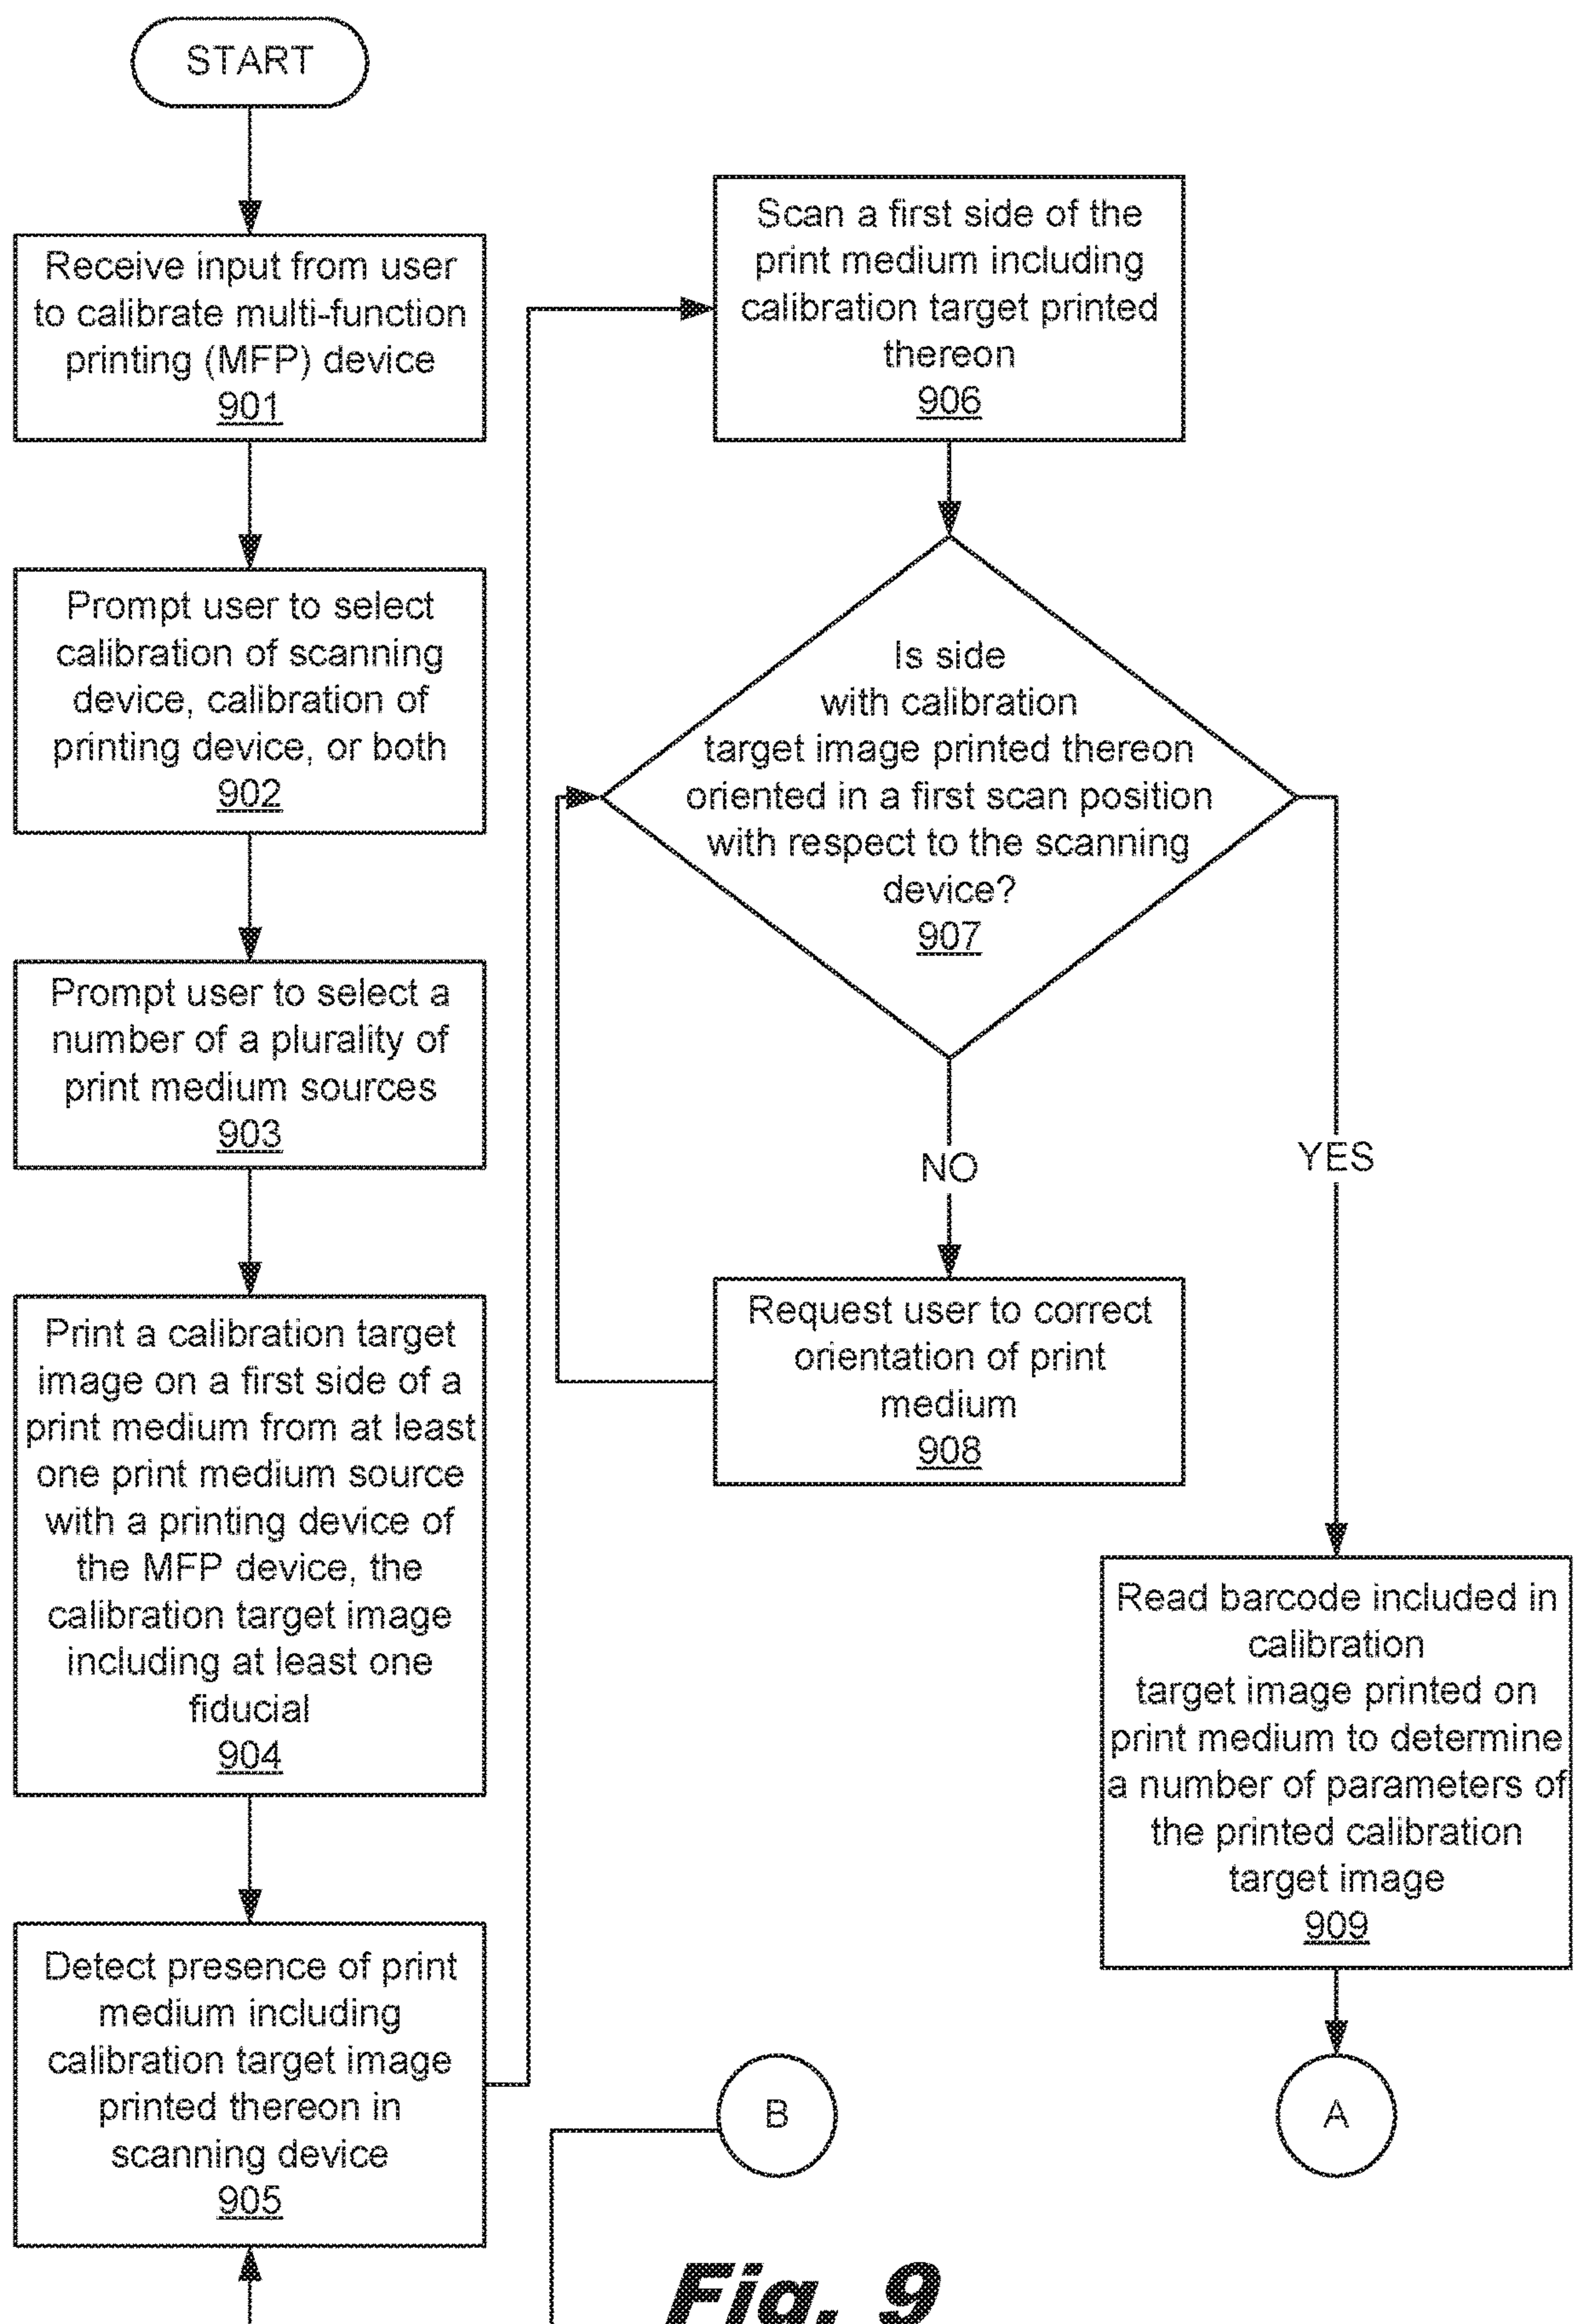 START
Receive input from user
to calibrate multi-function
printing (MFP) device
901
Prompt user to select
calibration of scanning
device, calibration of
printing device, or both
902
Prompt user to select a
number of a plurality of
print medium sources
903
Print a calibration target
image on a first side of a
print medium from at least
one print medium source
with a printing device of
the MFP device, the
calibration target image
including at least one
fiducial
904
Detect presence of print
medium including
calibration target image
printed thereon in
scanning device
905
Scan a first side of the
print medium including
calibration target printed
thereon
906
Is side
with calibration
target image printed thereon
oriented in a first scan position
with respect to the scanning
device?
907
NO
YES
Request user to correct
orientation of print
medium
908
Read barcode included in
calibration
target image printed on
print medium to determine
a number of parameters of
the printed calibration
target image
909
B
A
Fig. 9